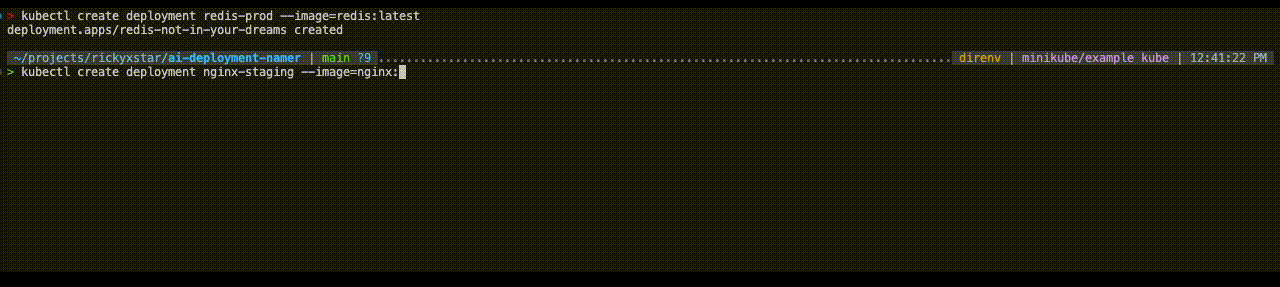 > kubectl create deployment redis-prod --image=redis:latest
deployment.apps/redis-not-in-your-dreams created
~/projects/rickyxstar/ai-deployment-namer | main ?9 direnv | minikube/example kube | 12:41:22 PM
> kubectl create deployment nginx-staging --image=nginx: